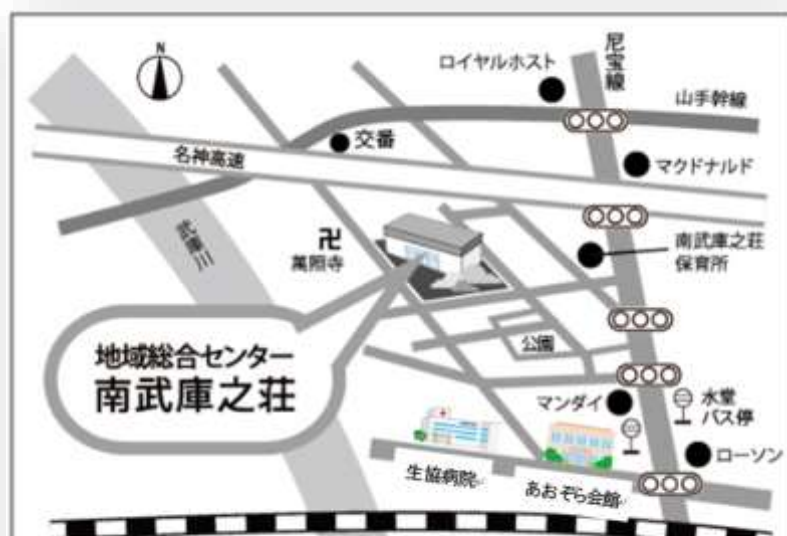 N
ロイヤルホスト
尼宝線
山手幹線
交番
名神高速
マクドナルド
武庫川
卍
萬照寺
南武庫之荘
保育所
地域総合センター
南武庫之荘
公園
マンダイ
水堂
バス停
ローソン
生協病院
あおぞら会館